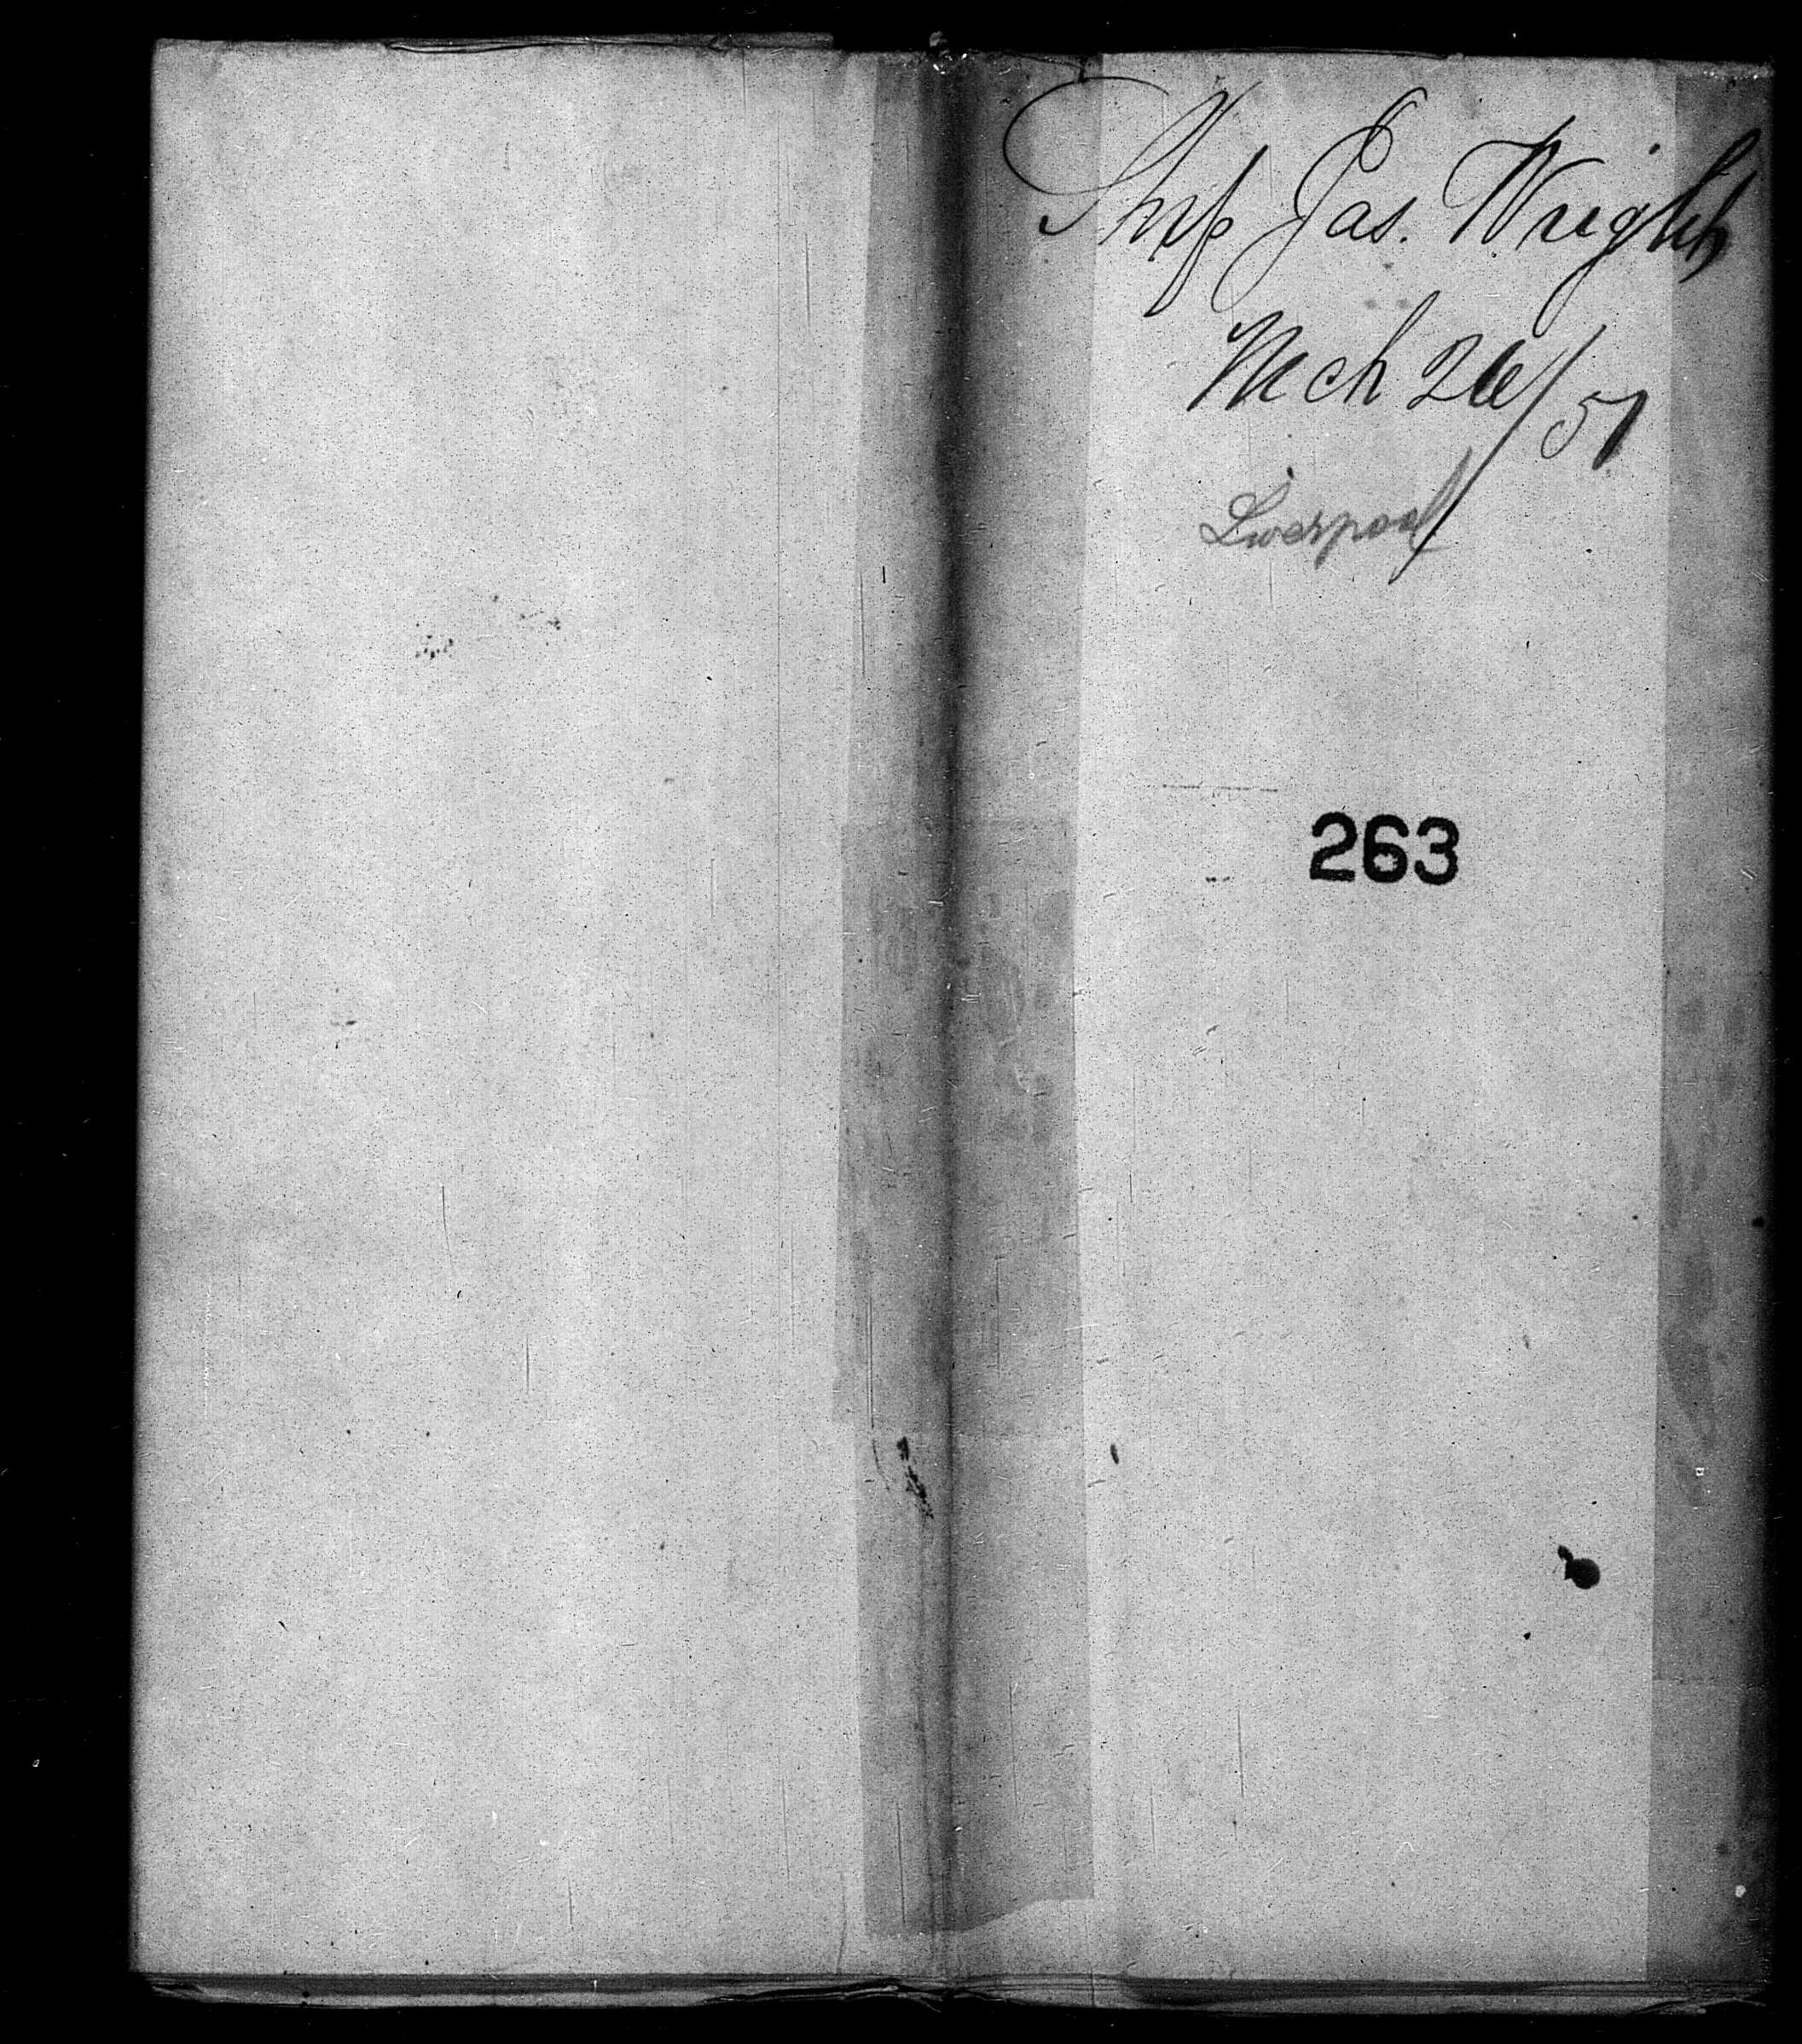 Ship Jas. Wright
Mch 26/51
Liverpool
263